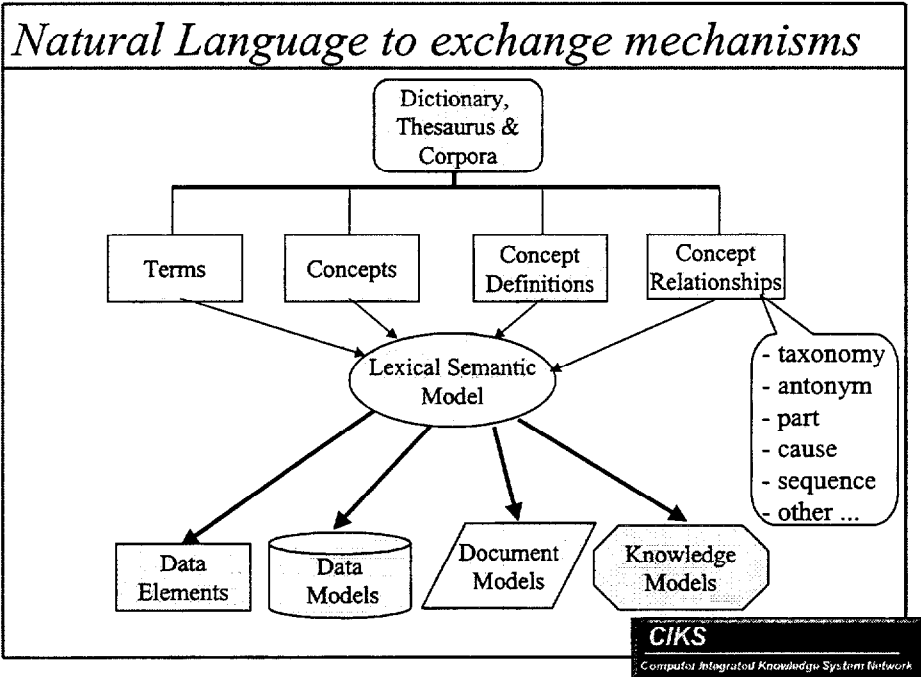 Natural Language to exchange mechanisms
Dictionary,
Thesaurus &
Corpora
Terms
Concepts
Concept
Definitions
Concept
Relationships
- taxonomy
- antonym
- part
- cause
- sequence
- other ...
Lexical Semantic
Model
Data
Elements
Data
Models
Document
Models
Knowledge
Models
CIKS
Computer Integrated Knowledge System Network